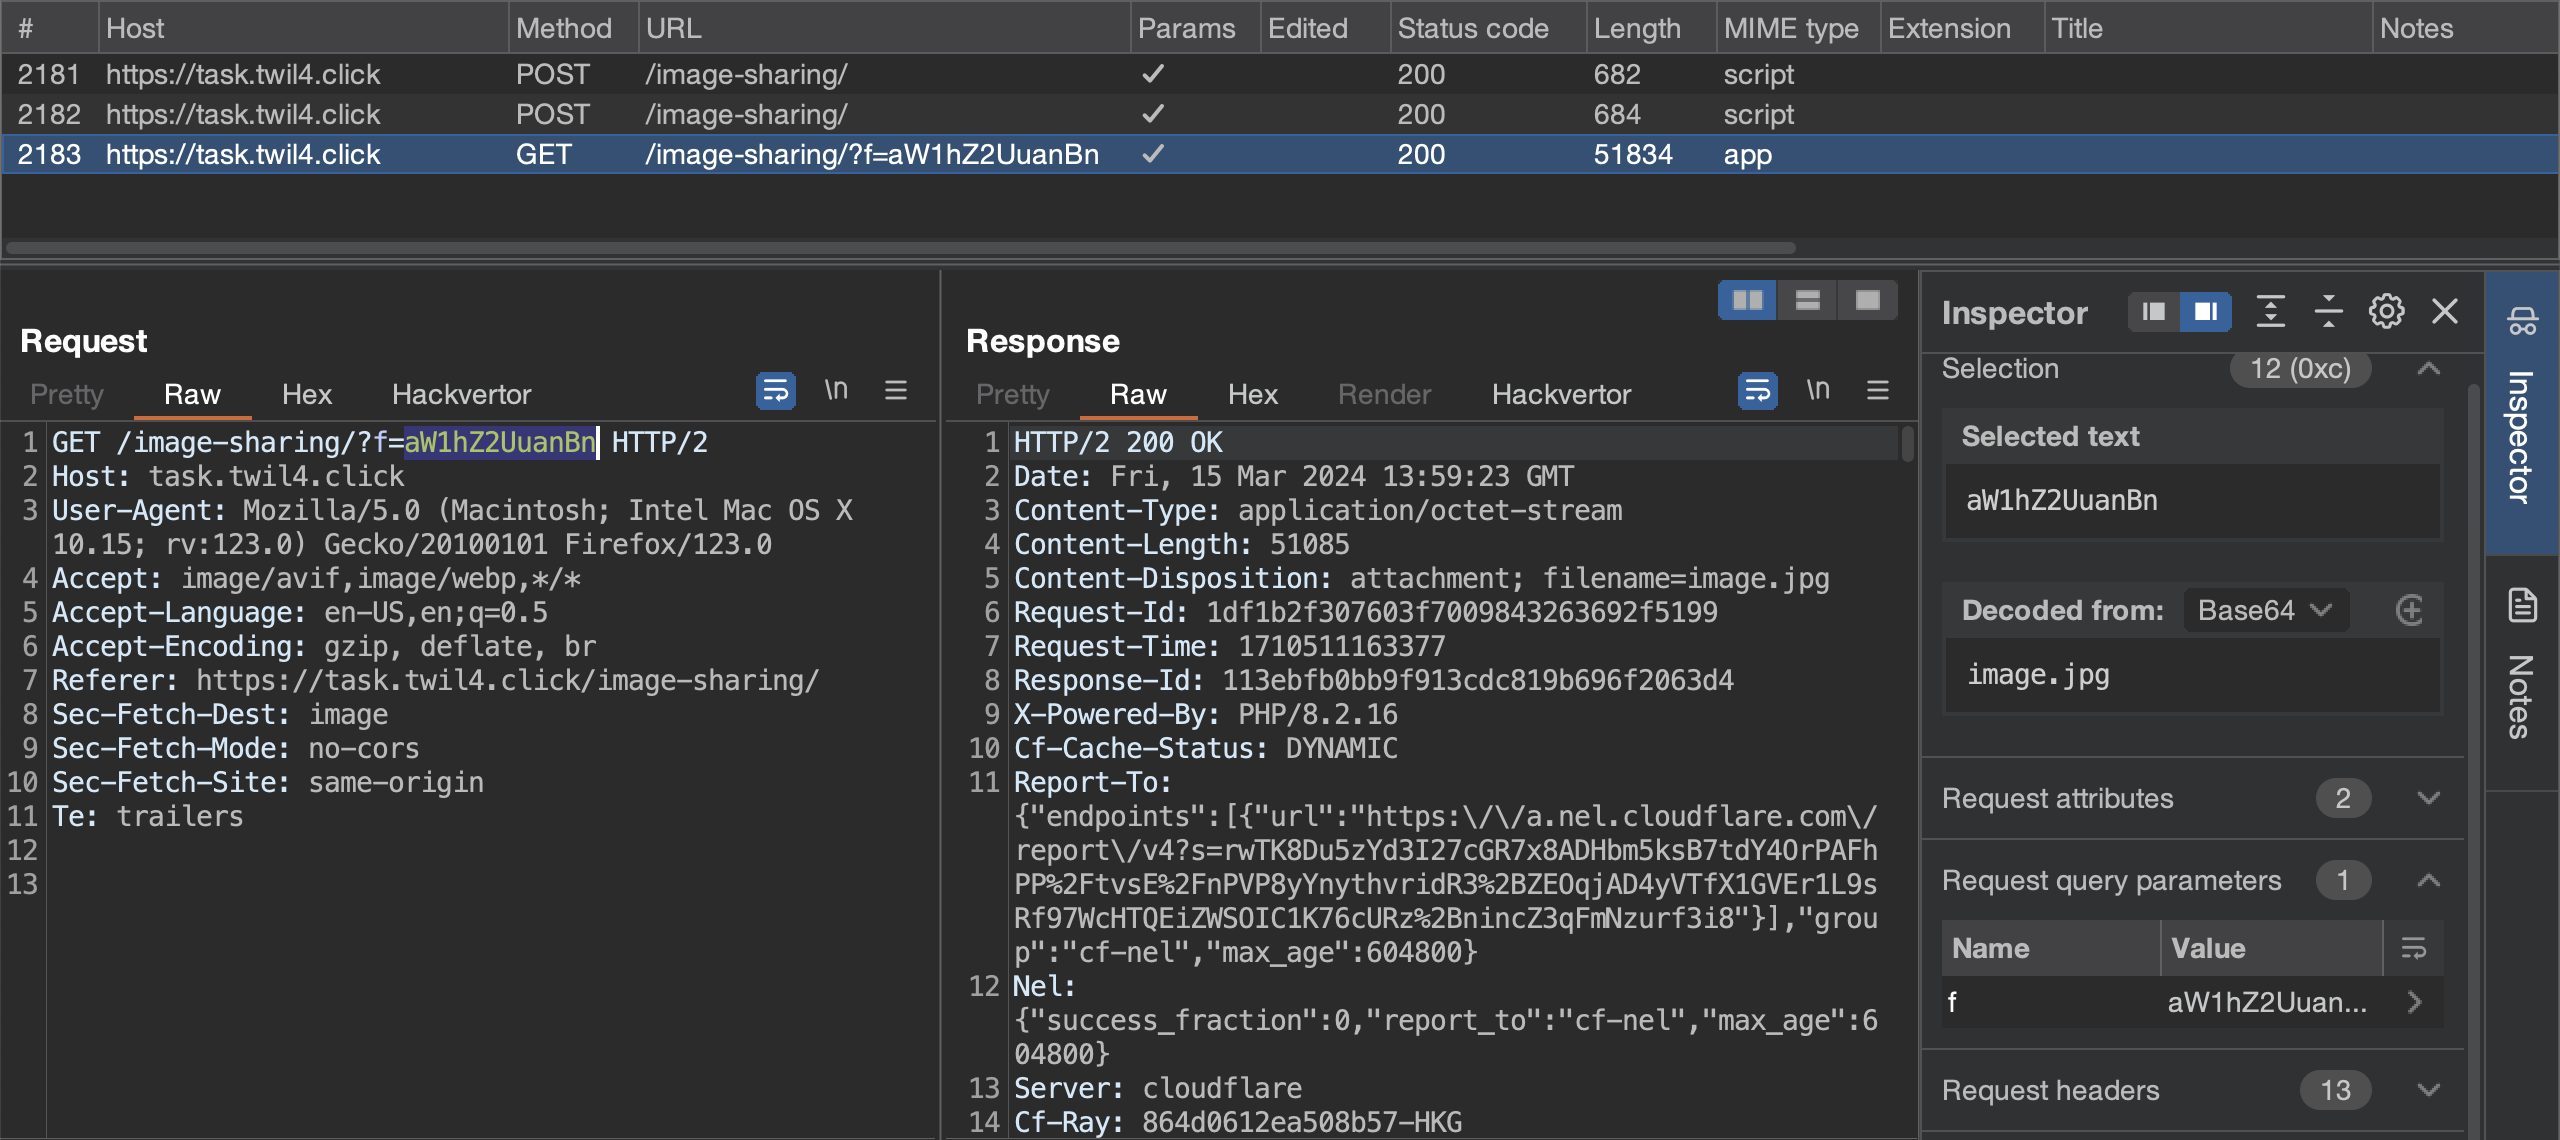 # Host Method URL Params Edited Status code Length MIME type Extension Title Notes
2181 https://task.twil4.click POST /image-sharing/ ✓ 200 682 script
2182 https://task.twil4.click POST /image-sharing/ ✓ 200 684 script
2183 https://task.twil4.click GET /image-sharing/?f=aW1hZ2UuanBn ✓ 200 51834 app
Request
Pretty Raw Hex Hackvertor \n
1 GET /image-sharing/?f=aW1hZ2UuanBn HTTP/2
2 Host: task.twil4.click
3 User-Agent: Mozilla/5.0 (Macintosh; Intel Mac OS X
10.15; rv:123.0) Gecko/20100101 Firefox/123.0
4 Accept: image/avif,image/webp,*/*
5 Accept-Language: en-US,en;q=0.5
6 Accept-Encoding: gzip, deflate, br
7 Referer: https://task.twil4.click/image-sharing/
8 Sec-Fetch-Dest: image
9 Sec-Fetch-Mode: no-cors
10 Sec-Fetch-Site: same-origin
11 Te: trailers
12
13
Response
Pretty Raw Hex Render Hackvertor \n
1 HTTP/2 200 OK
2 Date: Fri, 15 Mar 2024 13:59:23 GMT
3 Content-Type: application/octet-stream
4 Content-Length: 51085
5 Content-Disposition: attachment; filename=image.jpg
6 Request-Id: 1df1b2f307603f7009843263692f5199
7 Request-Time: 1710511163377
8 Response-Id: 113ebfb0bb9f913cdc819b696f2063d4
9 X-Powered-By: PHP/8.2.16
10 Cf-Cache-Status: DYNAMIC
11 Report-To:
{"endpoints":[{"url":"https:\/\/a.nel.cloudflare.com\/
report\/v4?s=rwTK8Du5zYd3I27cGR7x8ADHbm5ksB7tdY4OrPAFh
PP%2FtvsE%2FnPVP8yYnythvridR3%2BZEOqjAD4yVTfX1GVEr1L9s
Rf97WcHTQEiZWSOIC1K76cURz%2BnincZ3qFmNzurf3i8"}],"grou
p":"cf-nel","max_age":604800}
12 Nel:
{"success_fraction":0,"report_to":"cf-nel","max_age":6
04800}
13 Server: cloudflare
14 Cf-Ray: 864d0612ea508b57-HKG
Inspector
Selection 12 (0xc)
Selected text
aW1hZ2UuanBn
Decoded from: Base64
image.jpg
Request attributes 2
Request query parameters 1
Name Value
f aW1hZ2Uuan...
Request headers 13
Inspector
Notes